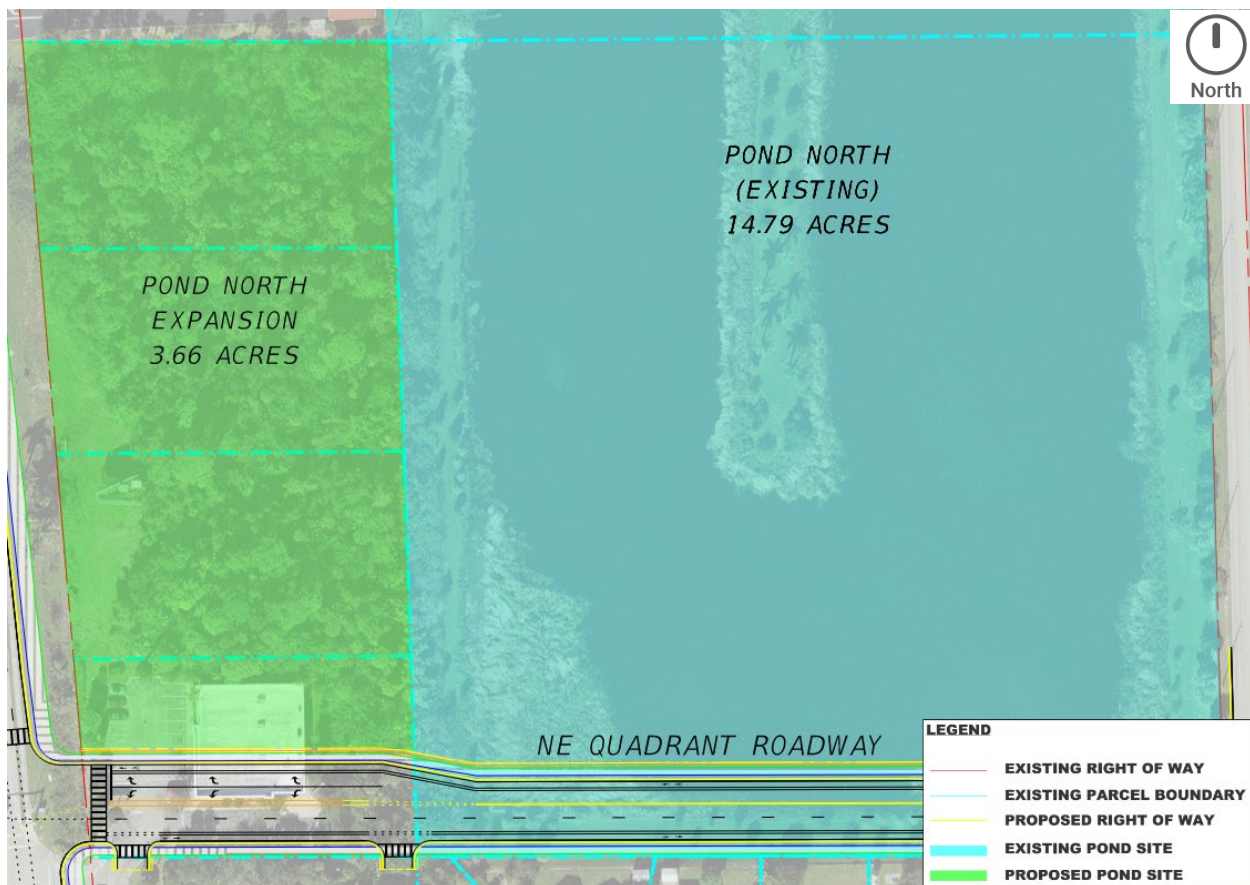 North
POND NORTH
(EXISTING)
14.79 ACRES
POND NORTH
EXPANSION
3.66 ACRES
NE QUADRANT ROADWAY
LEGEND
EXISTING RIGHT OF WAY
EXISTING PARCEL BOUNDARY
PROPOSED RIGHT OF WAY
EXISTING POND SITE
PROPOSED POND SITE